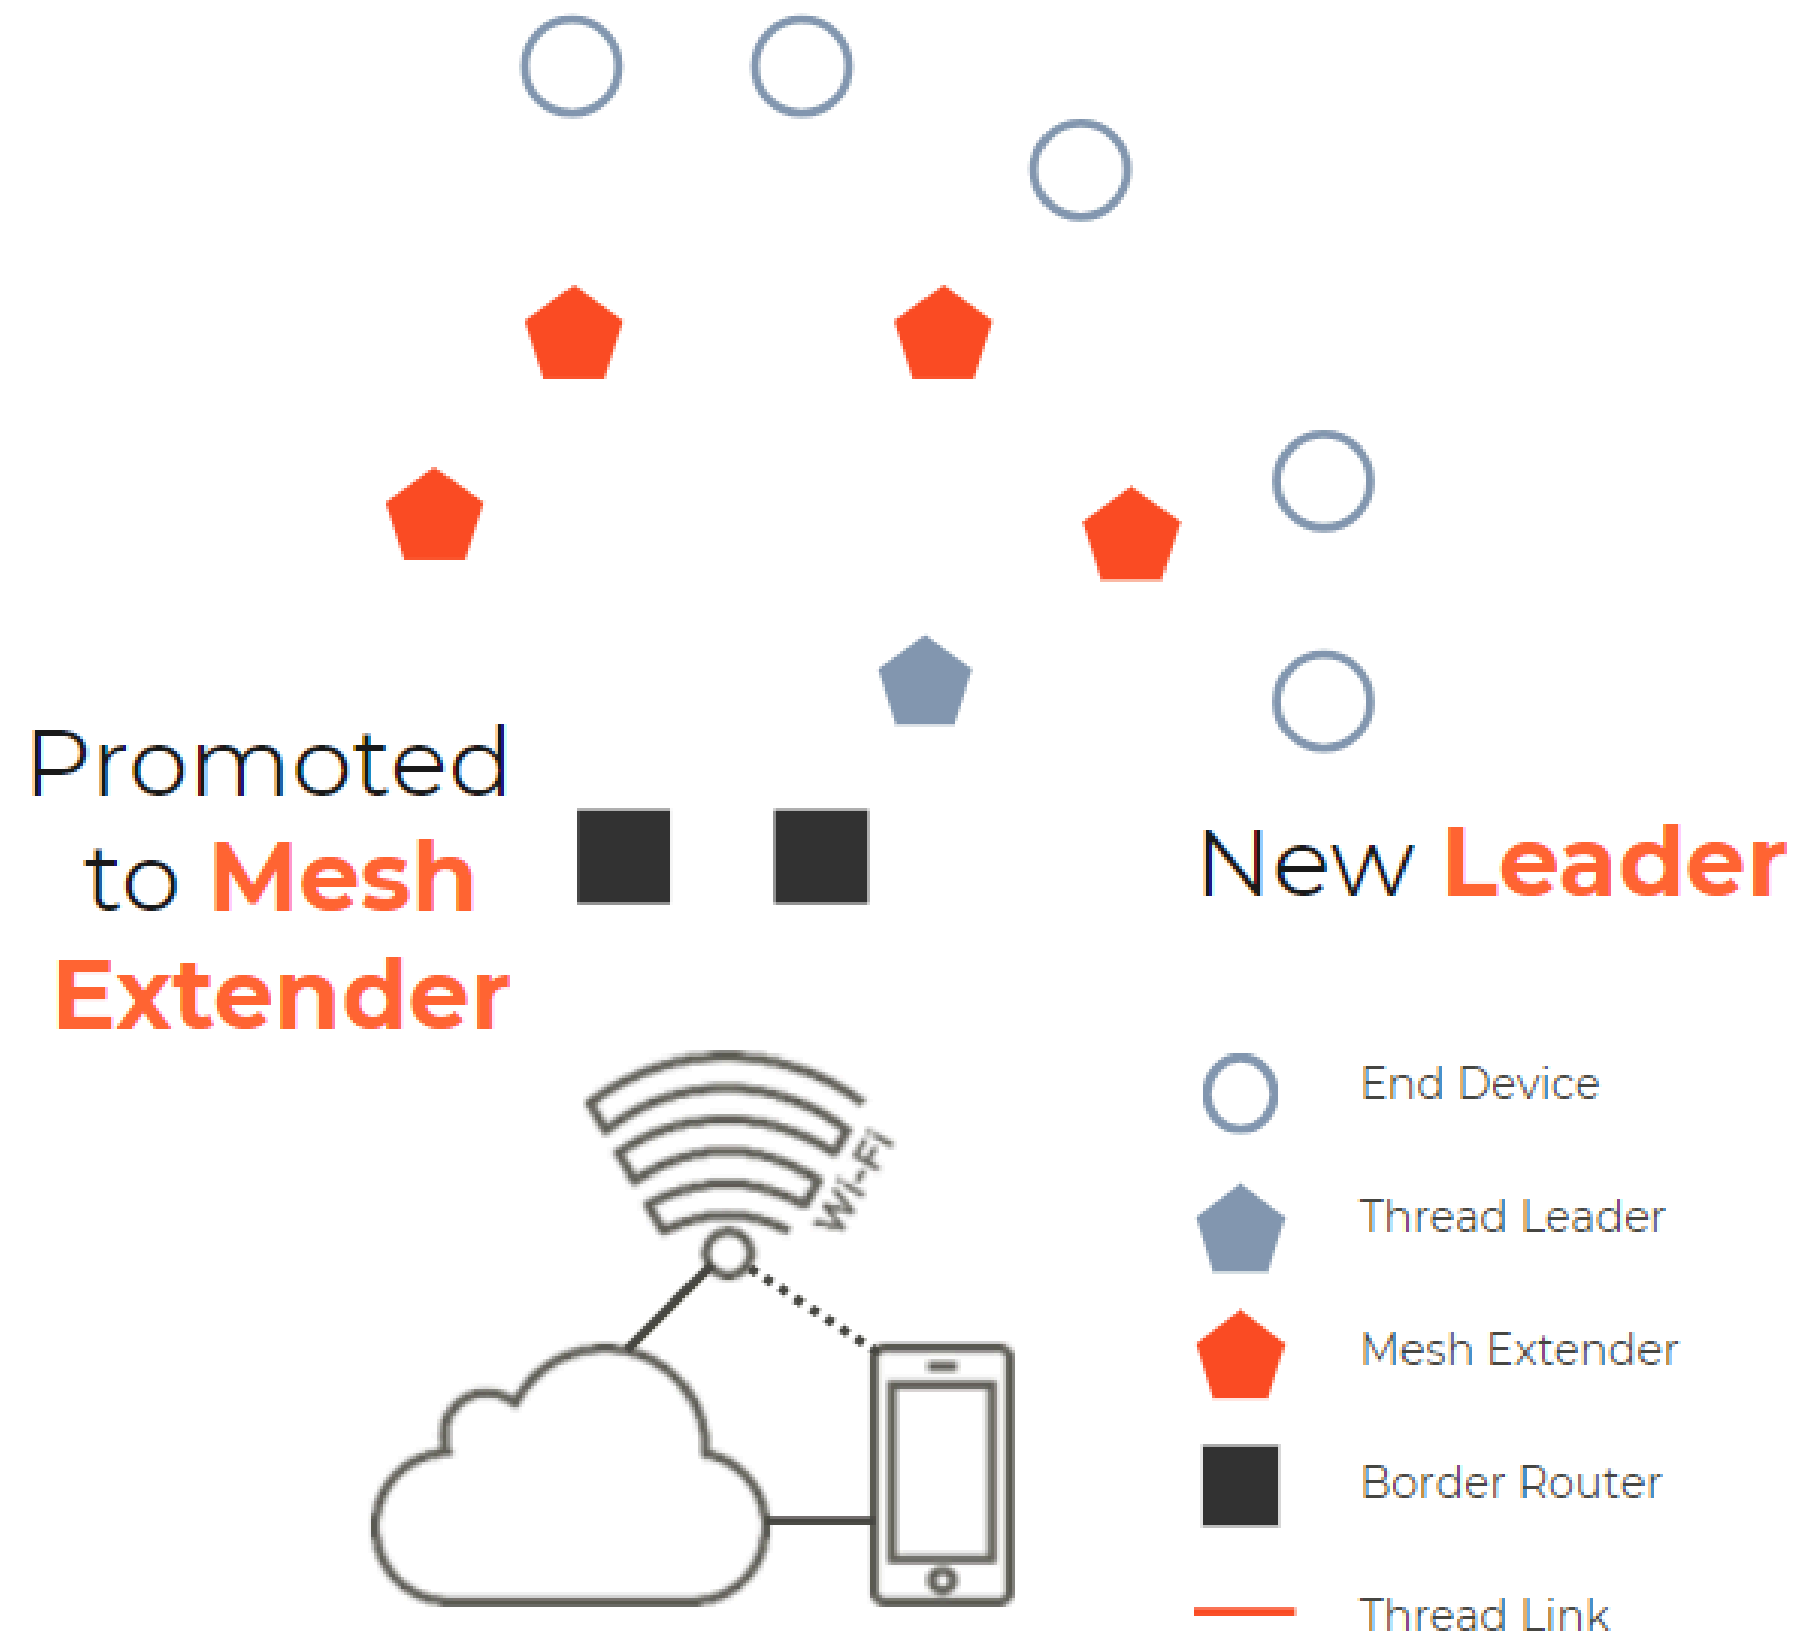 Promoted
to Mesh
Extender
New Leader
Wi-Fi
End Device
Thread Leader
Mesh Extender
Border Router
Thread Link